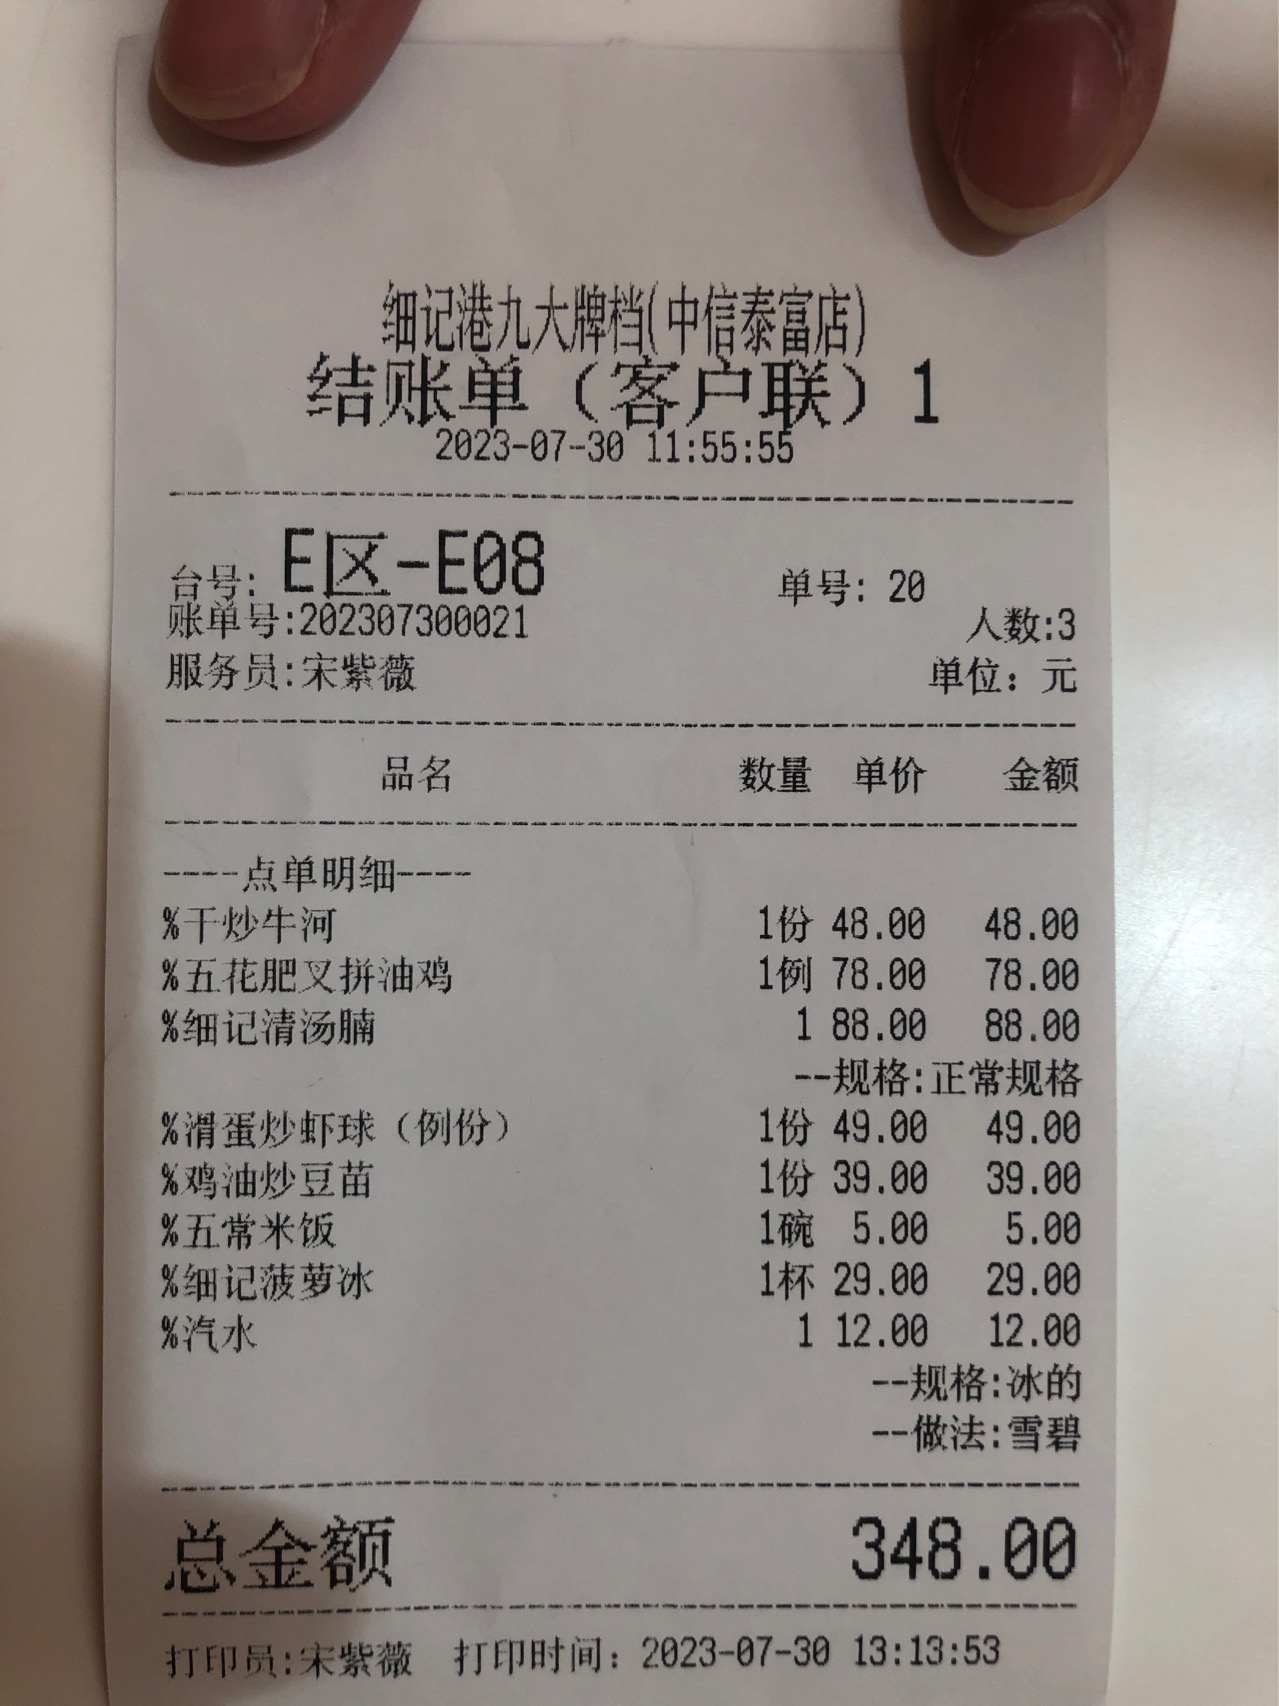 细记港九大牌档(中信泰富店)
结账单（客户联）1
2023-07-30 11:55:55
台号: E区-E08 单号: 20
账单号:202307300021 人数:3
服务员:宋紫薇 单位：元
品名 数量 单价 金额
----点单明细----
%干炒牛河 1份 48.00 48.00
%五花肥叉拼油鸡 1例 78.00 78.00
%细记清汤腩 1 88.00 88.00
--规格:正常规格
%滑蛋炒虾球（例份） 1份 49.00 49.00
%鸡油炒豆苗 1份 39.00 39.00
%五常米饭 1碗 5.00 5.00
%细记菠萝冰 1杯 29.00 29.00
%汽水 1 12.00 12.00
--规格:冰的
--做法:雪碧
总金额 348.00
打印员:宋紫薇 打印时间：2023-07-30 13:13:53